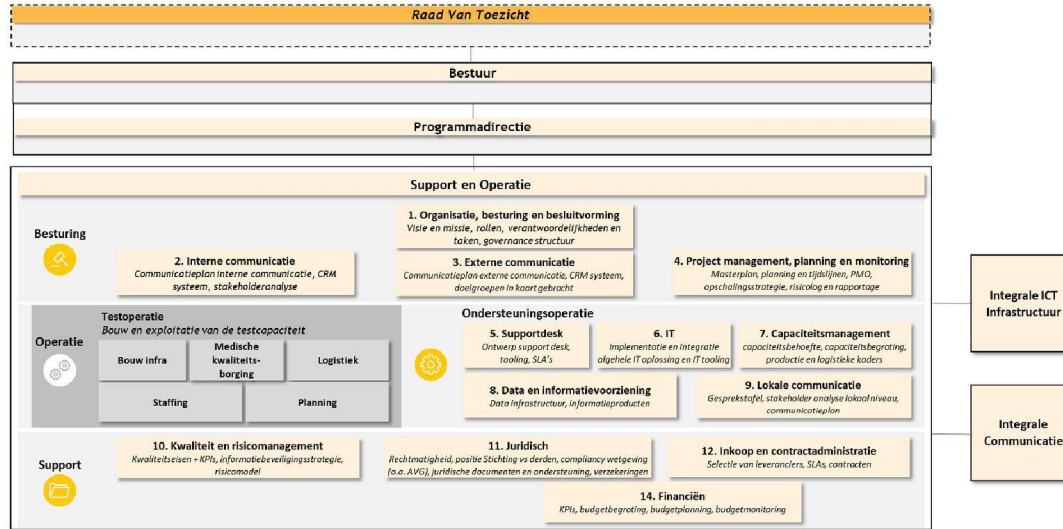 Raad Van Toezicht
Bestuur
Programmadirectie
Support en Operatie
Besturing
1. Organisatie, besturing en besluitvorming
Visie en missie, rollen, verantwoordelijkheden en
taken, governance structuur
2. Interne communicatie
Communicatieplan interne communicatie, CRM
systeem, stakeholderanalyse
3. Externe communicatie
Communicatieplan externe communicatie, CRM systeem,
doelgroepen in kaart gebracht
4. Project management, planning en monitoring
Masterplan, planning en tijdslijnen, PMO,
opschalingsstrategie, risicolog en rapportage
Operatie
Testoperatie
Bouw en exploitatie van de testcapaciteit
Bouw infra
Medische
kwaliteits-
borging
Logistiek
Staffing
Planning
Ondersteuningsoperatie
5. Supportdesk
Ontwerp support desk,
tooling, SLA's
6. IT
Implementatie en integratie
algehele IT oplossing en IT tooling
7. Capaciteitsmanagement
capaciteitsbehoefte, capaciteitsbegroting,
productie en logistieke kaders
8. Data en informatievoorziening
Data infrastructuur, informatieproducten
9. Lokale communicatie
Gesprekstafel, stakeholder analyse lokaal niveau,
communicatieplan
Support
10. Kwaliteit en risicomanagement
Kwaliteitseisen + KPIs, informatiebeveiligingsstrategie,
risicomodel
11. Juridisch
Rechtmatigheid, positie Stichting vs derden, compliancy wetgeving
(o.a. AVG), juridische documenten en ondersteuning, verzekeringen
12. Inkoop en contractadministratie
Selectie van leveranciers, SLAs, contracten
14. Financiën
KPIs, budgetbegroting, budgetplanning, budgetmonitoring
Integrale ICT
Infrastructuur
Integrale
Communicatie